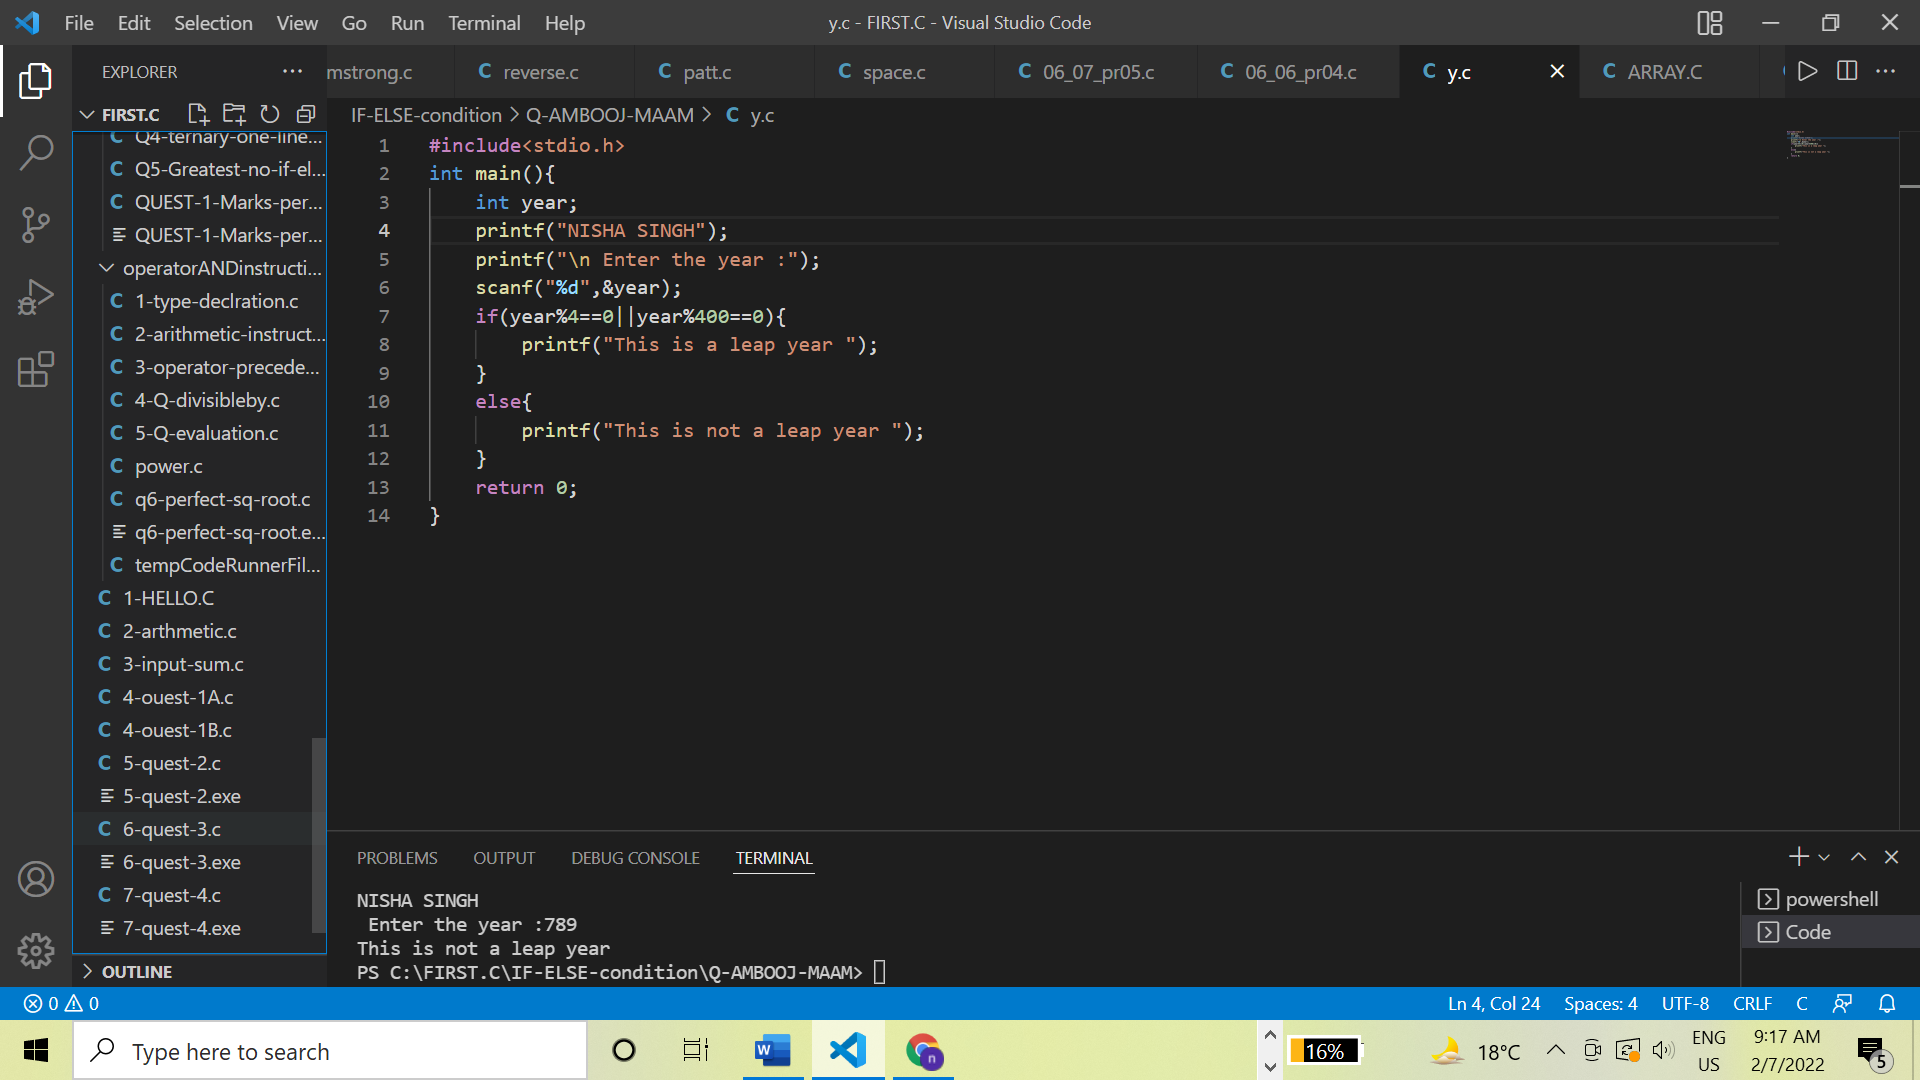 File Edit Selection View Go Run Terminal Help
y.c - FIRST.C - Visual Studio Code
EXPLORER
mstrong.c reverse.c patt.c space.c 06_07_pr05.c 06_06_pr04.c y.c ARRAY.C
FIRST.C
Q4-ternary-one-line...
Q5-Greatest-no-if-el...
QUEST-1-Marks-per...
QUEST-1-Marks-per...
operatorANDinstructi...
1-type-declration.c
2-arithmetic-instruct...
3-operator-precede...
4-Q-divisibleby.c
5-Q-evaluation.c
power.c
q6-perfect-sq-root.c
q6-perfect-sq-root.e...
tempCodeRunnerFil...
1-HELLO.C
2-arthmetic.c
3-input-sum.c
4-ouest-1A.c
4-ouest-1B.c
5-quest-2.c
5-quest-2.exe
6-quest-3.c
6-quest-3.exe
7-quest-4.c
7-quest-4.exe
OUTLINE
IF-ELSE-condition > Q-AMBOOJ-MAAM > C y.c
1 #include<stdio.h>
2 int main(){
3 int year;
4 printf("NISHA SINGH");
5 printf("\n Enter the year :");
6 scanf("%d",&year);
7 if(year%4==0||year%400==0){
8 printf("This is a leap year ");
9 }
10 else{
11 printf("This is not a leap year ");
12 }
13 return 0;
14 }
PROBLEMS OUTPUT DEBUG CONSOLE TERMINAL
NISHA SINGH
Enter the year :789
This is not a leap year
PS C:\FIRST.C\IF-ELSE-condition\Q-AMBOOJ-MAAM>
powershell
Code
0 0
Ln 4, Col 24 Spaces: 4 UTF-8 CRLF C
Type here to search
16%
18°C
ENG
US
9:17 AM
2/7/2022
5